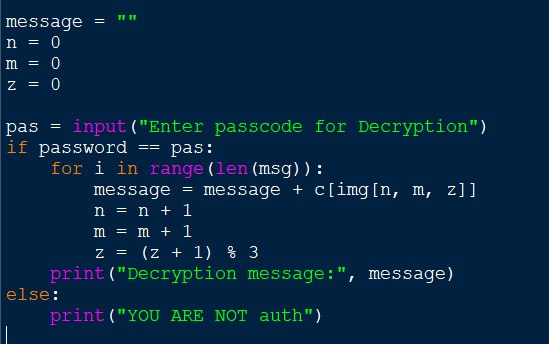 message = ""
n = 0
m = 0
z = 0
pas = input("Enter passcode for Decryption")
if password == pas:
    for i in range(len(msg)):
        message = message + c[img[n, m, z]]
        n = n + 1
        m = m + 1
        z = (z + 1) % 3
    print("Decryption message:", message)
else:
    print("YOU ARE NOT auth")